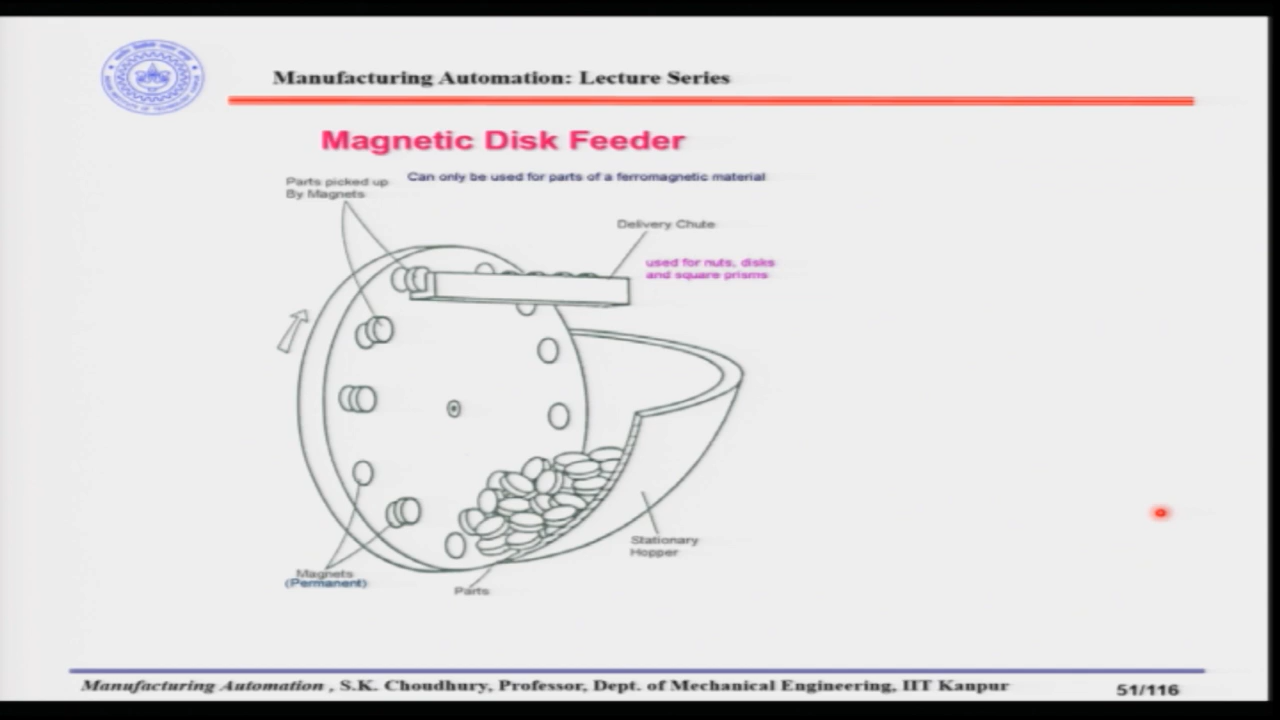 Manufacturing Automation: Lecture Series
Magnetic Disk Feeder
Parts picked up
By Magnets
Can only be used for parts of a ferromagnetic material
Delivery Chute
used for nuts, disks
and square prisms
Stationary
Hopper
Magnets
(Permanent)
Parts
Manufacturing Automation , S.K. Choudhury, Professor, Dept. of Mechanical Engineering, IIT Kanpur
51/116